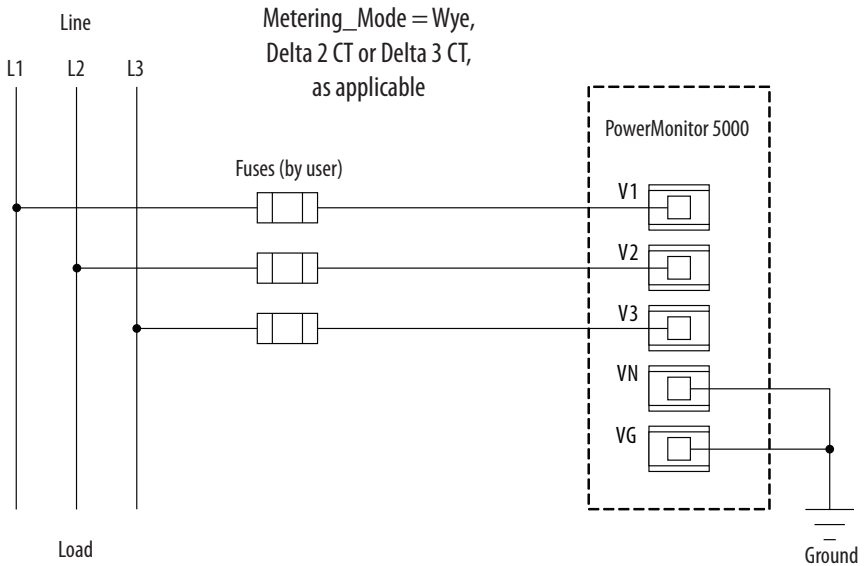 Line
Metering_Mode = Wye,
Delta 2 CT or Delta 3 CT,
as applicable
L1 L2 L3
PowerMonitor 5000
Fuses (by user)
V1
V2
V3
VN
VG
Load
Ground